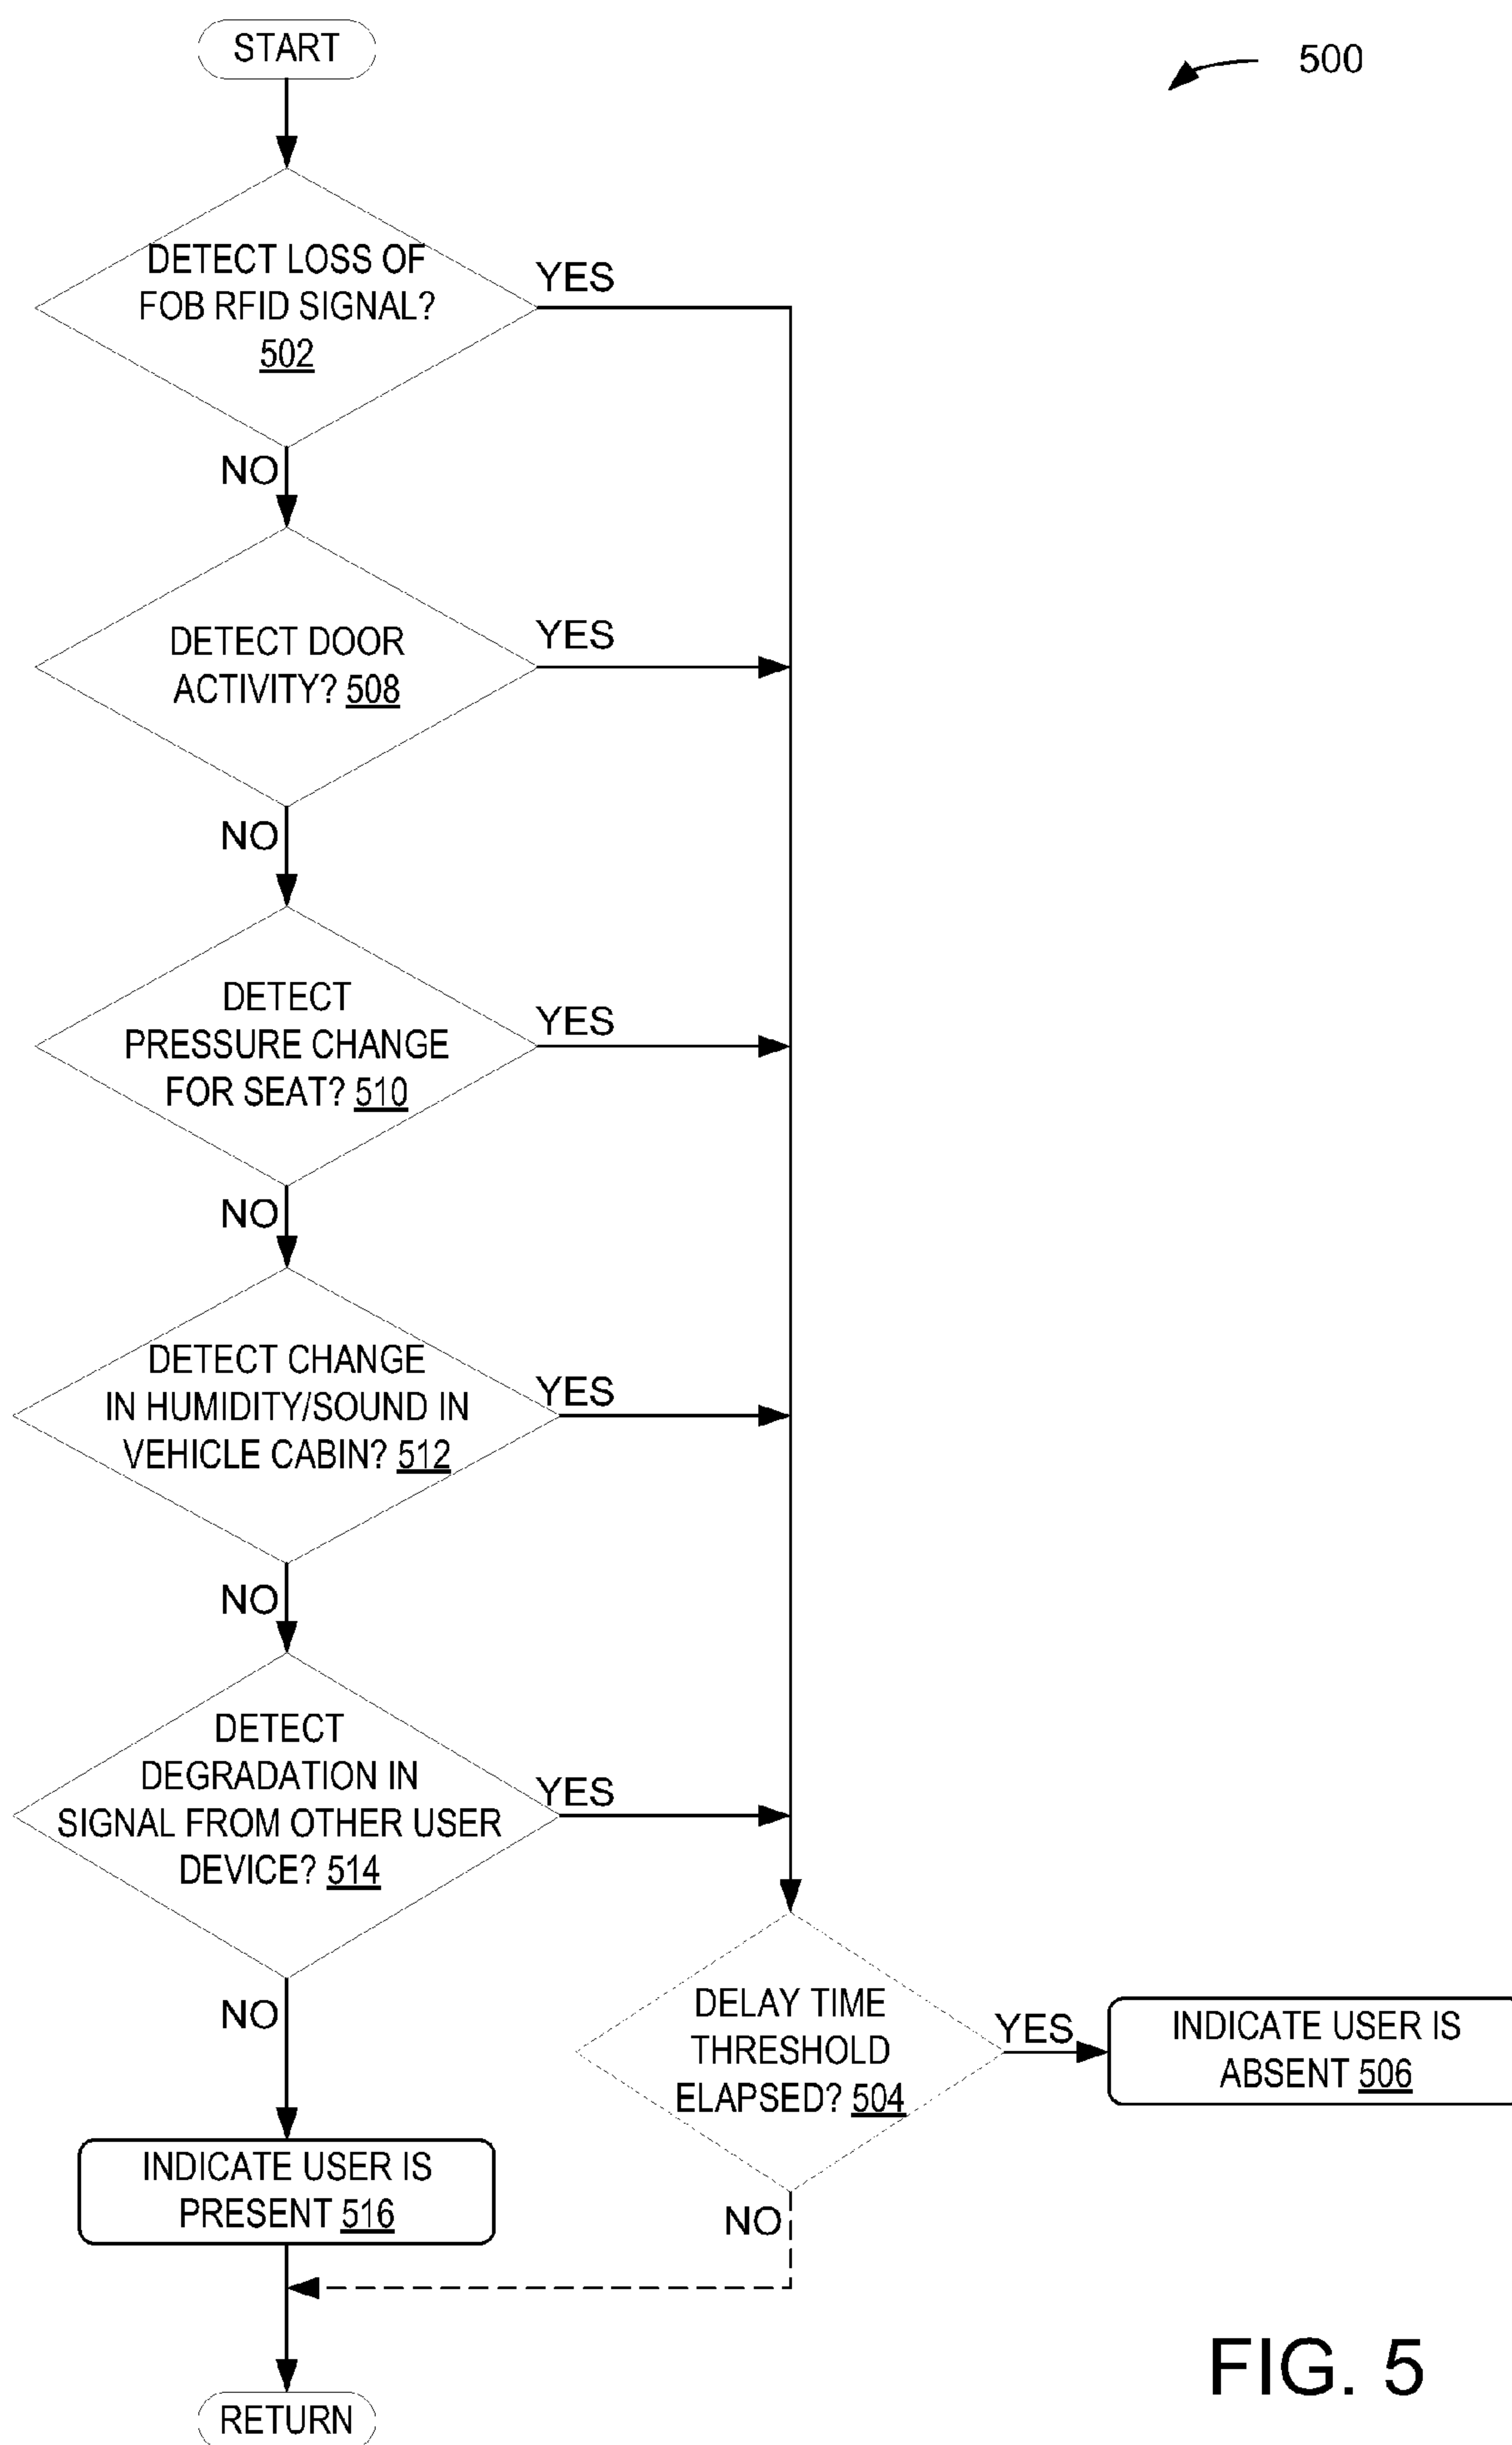 START
500
DETECT LOSS OF
FOB RFID SIGNAL?
502
YES
NO
DETECT DOOR
ACTIVITY? 508
YES
NO
DETECT
PRESSURE CHANGE
FOR SEAT? 510
YES
NO
DETECT CHANGE
IN HUMIDITY/SOUND IN
VEHICLE CABIN? 512
YES
NO
DETECT
DEGRADATION IN
SIGNAL FROM OTHER USER
DEVICE? 514
YES
NO
DELAY TIME
THRESHOLD
ELAPSED? 504
YES
INDICATE USER IS
ABSENT 506
NO
INDICATE USER IS
PRESENT 516
RETURN
FIG. 5